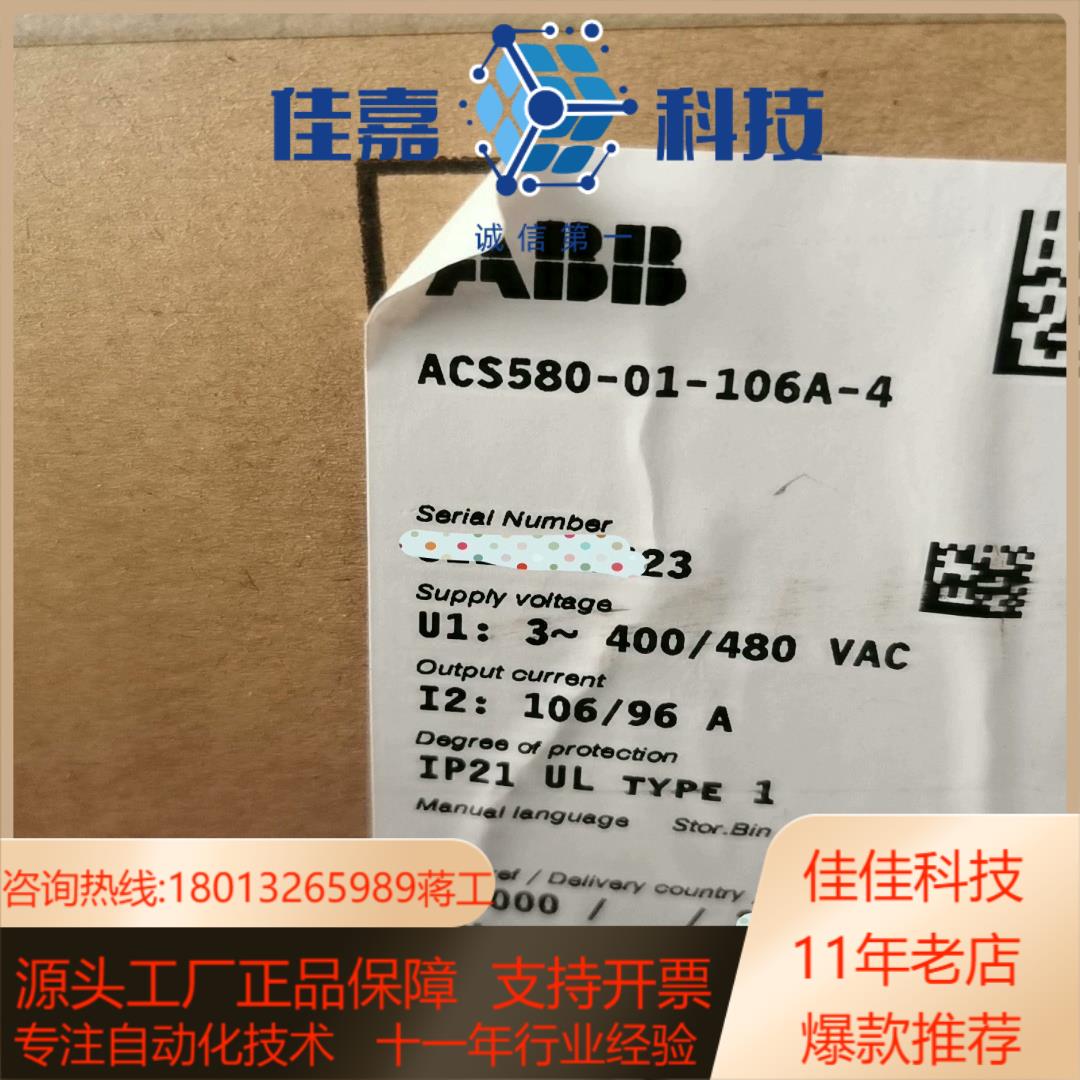 佳嘉科技
诚信第一
ABB
ACS580-01-106A-4
Serial Number
23
Supply voltage
U1: 3~ 400/480 VAC
Output current
I2: 106/96 A
Degree of protection
IP21 UL TYPE 1
Manual language Stor.Bin
ef / Delivery country
000 / /
咨询热线:18013265989蒋工
佳佳科技
11年老店
爆款推荐
源头工厂正品保障 支持开票
专注自动化技术 十一年行业经验